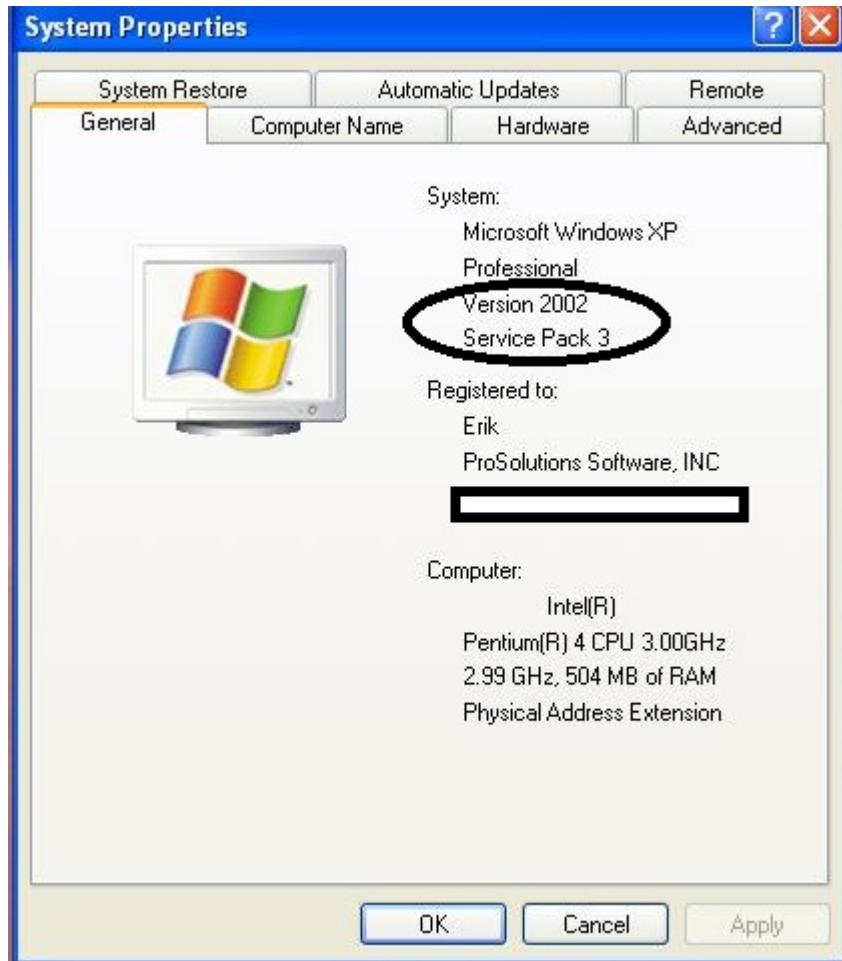 System Properties
System Restore Automatic Updates Remote
General Computer Name Hardware Advanced
System:
Microsoft Windows XP
Professional
Version 2002
Service Pack 3
Registered to:
Erik
ProSolutions Software, INC
Computer:
Intel(R)
Pentium(R) 4 CPU 3.00GHz
2.99 GHz, 504 MB of RAM
Physical Address Extension
OK Cancel Apply